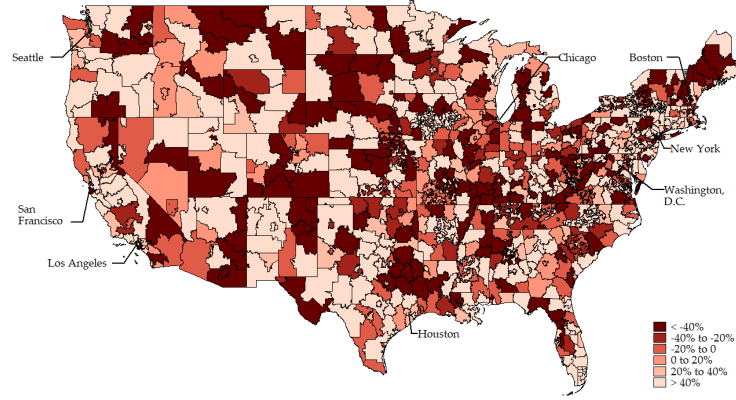 Seattle
Chicago
Boston
New York
Washington,
D.C.
San
Francisco
Los Angeles
Houston
< -40%
-40% to -20%
-20% to 0
0 to 20%
20% to 40%
> 40%